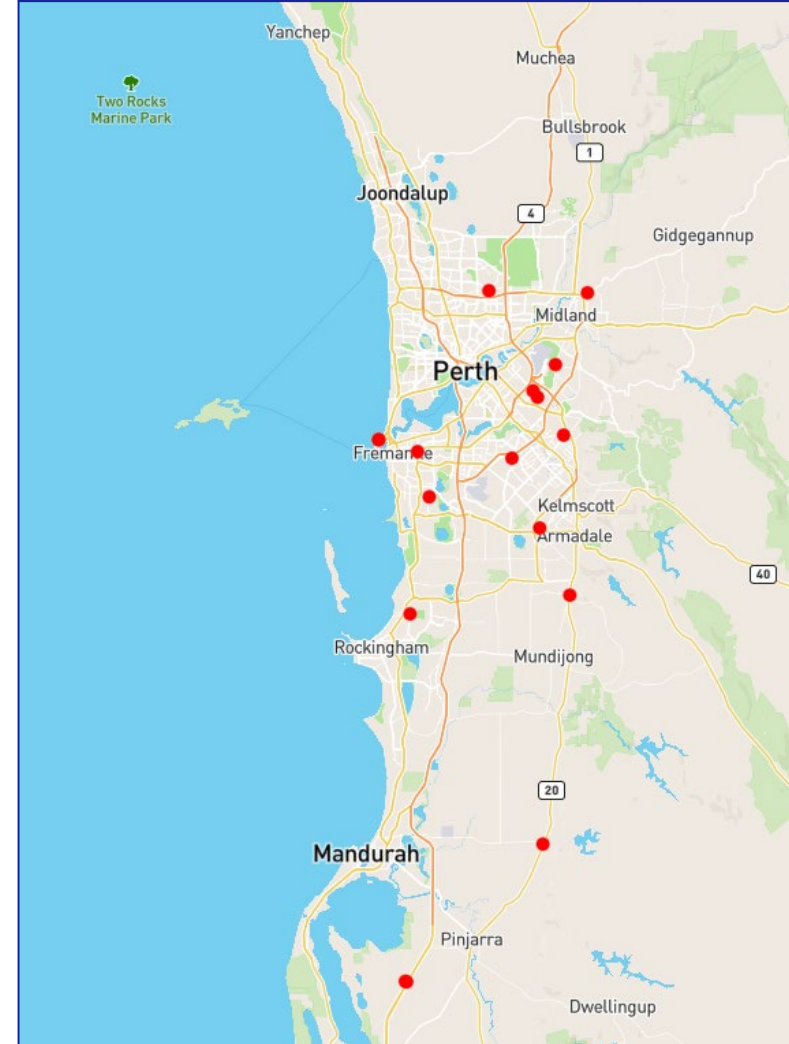 Yanchep
Muchea
Two Rocks
Marine Park
Bullsbrook
1
Joondalup
4
Gidgegannup
Midland
Perth
Fremantle
Kelmscott
Armadale
40
Rockingham
Mundijong
20
Mandurah
Pinjarra
Dwellingup